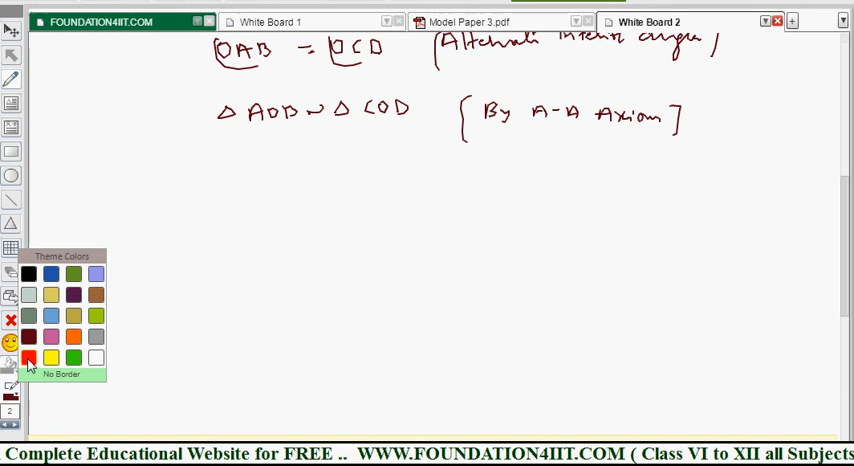 FOUNDATION4IIT.COM
White Board 1
Model Paper 3.pdf
White Board 2
OAB = OCD (Alternate interior angles)
Δ AOB ~ Δ COD [By A-A Axiom]
Theme Colors
No Border
2
Complete Educational Website for FREE .. WWW.FOUNDATION4IIT.COM ( Class VI to XII all Subjects